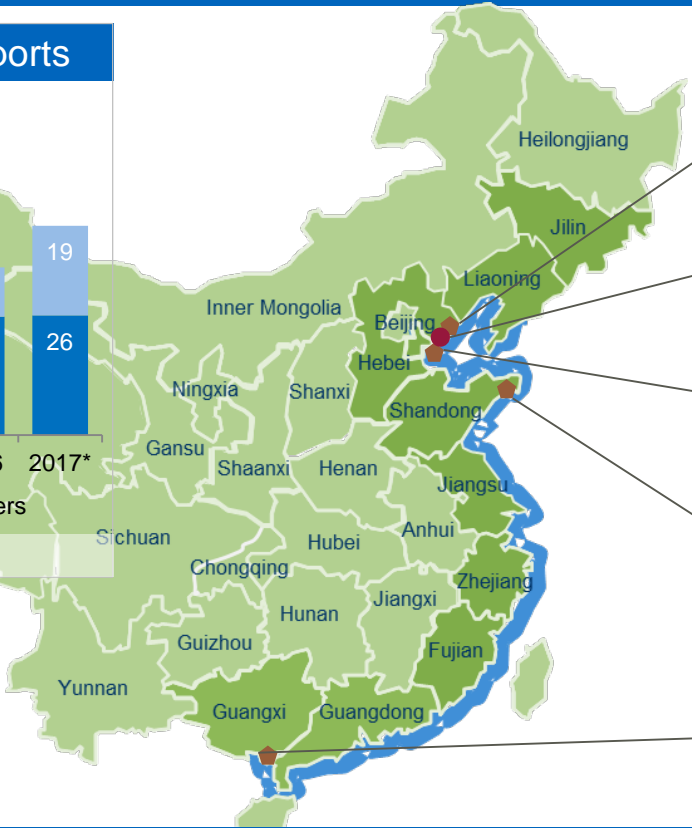 ports
19
26
2017*
Heilongjiang
Jilin
Liaoning
Inner Mongolia
Beijing
Hebei
Ningxia
Shanxi
Shandong
Gansu
Shaanxi
Henan
Jiangsu
Sichuan
Anhui
Hubei
Chongqing
Zhejiang
Hunan
Jiangxi
Guizhou
Fujian
Yunnan
Guangxi
Guangdong